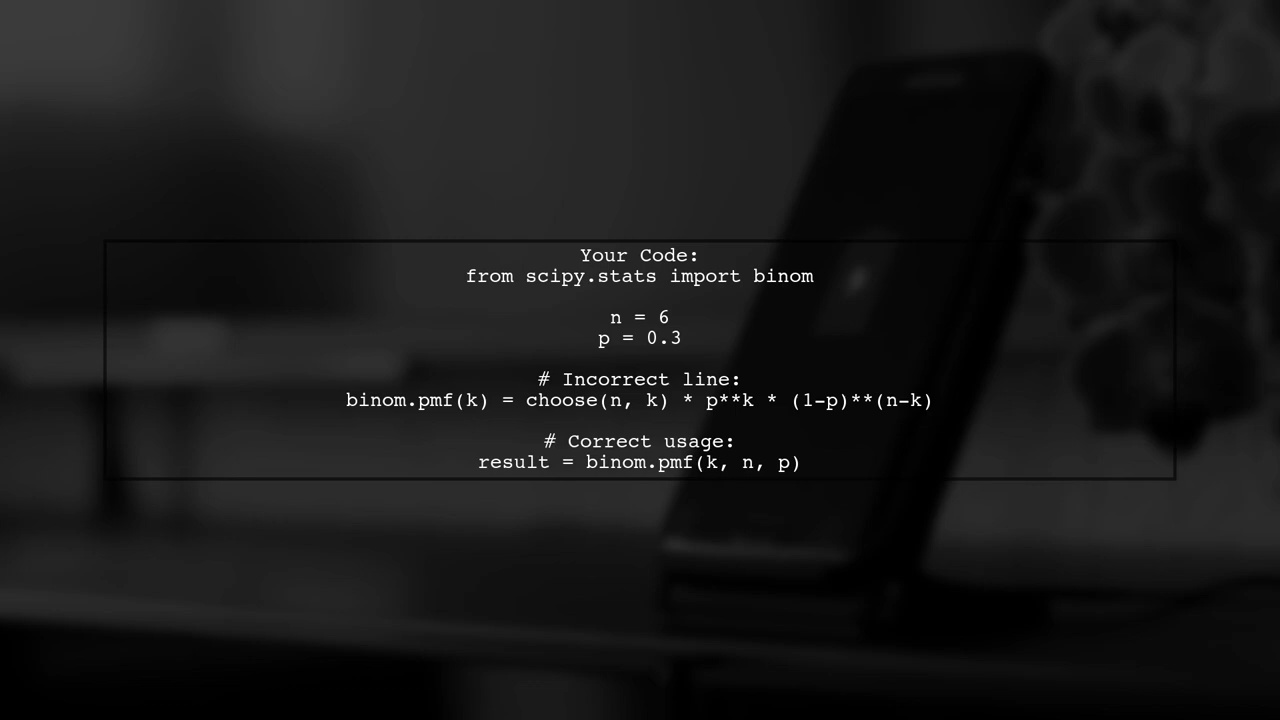 Your Code:
from scipy.stats import binom
n = 6
p = 0.3
# Incorrect line:
binom.pmf(k) = choose(n, k) * p**k * (1-p)**(n-k)
# Correct usage:
result = binom.pmf(k, n, p)